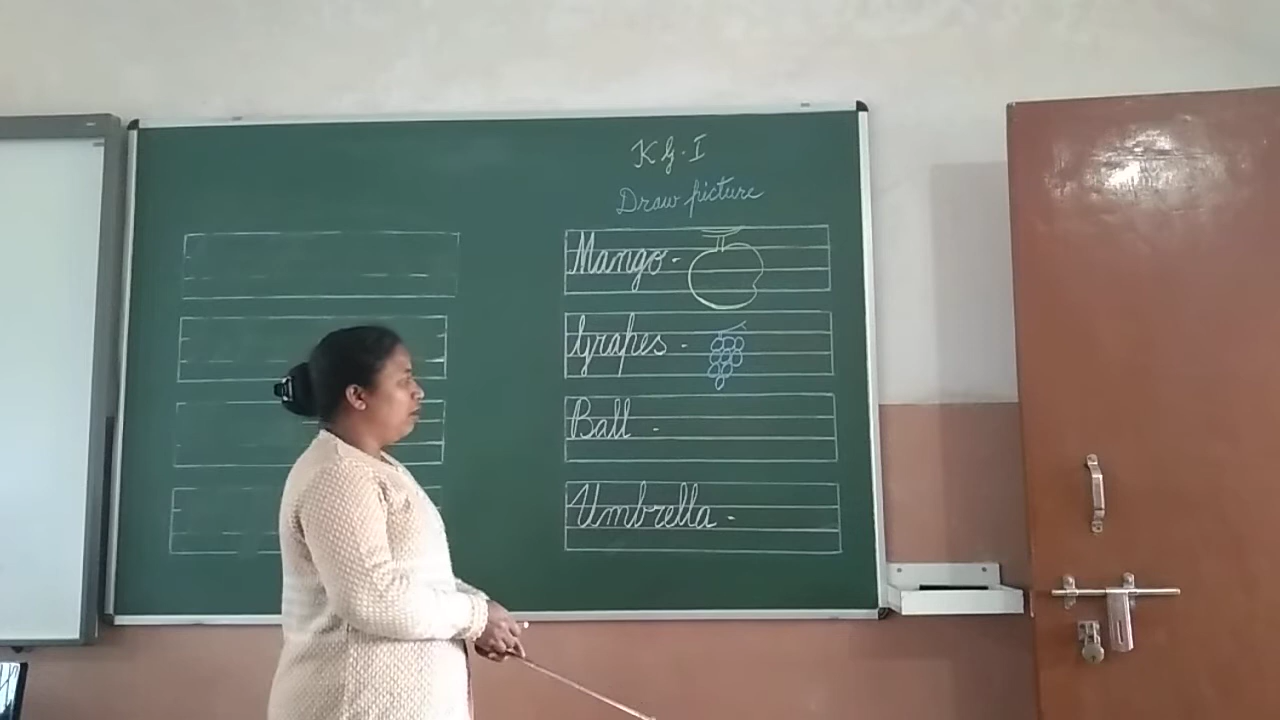 K G. I
Draw picture
Mango -
Grapes -
Ball -
Umbrella -